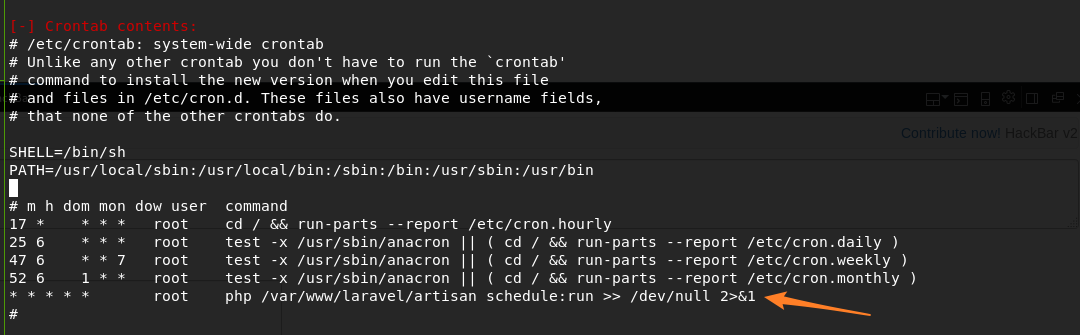 [-] Crontab contents:
# /etc/crontab: system-wide crontab
# Unlike any other crontab you don't have to run the `crontab'
# command to install the new version when you edit this file
# and files in /etc/cron.d. These files also have username fields,
# that none of the other crontabs do.
Contribute now! HackBar v2
SHELL=/bin/sh
PATH=/usr/local/sbin:/usr/local/bin:/sbin:/bin:/usr/sbin:/usr/bin
# m h dom mon dow user  command
17 *    * * *   root    cd / && run-parts --report /etc/cron.hourly
25 6    * * *   root    test -x /usr/sbin/anacron || ( cd / && run-parts --report /etc/cron.daily )
47 6    * * 7   root    test -x /usr/sbin/anacron || ( cd / && run-parts --report /etc/cron.weekly )
52 6    1 * *   root    test -x /usr/sbin/anacron || ( cd / && run-parts --report /etc/cron.monthly )
* * * * *       root    php /var/www/laravel/artisan schedule:run >> /dev/null 2>&1
#